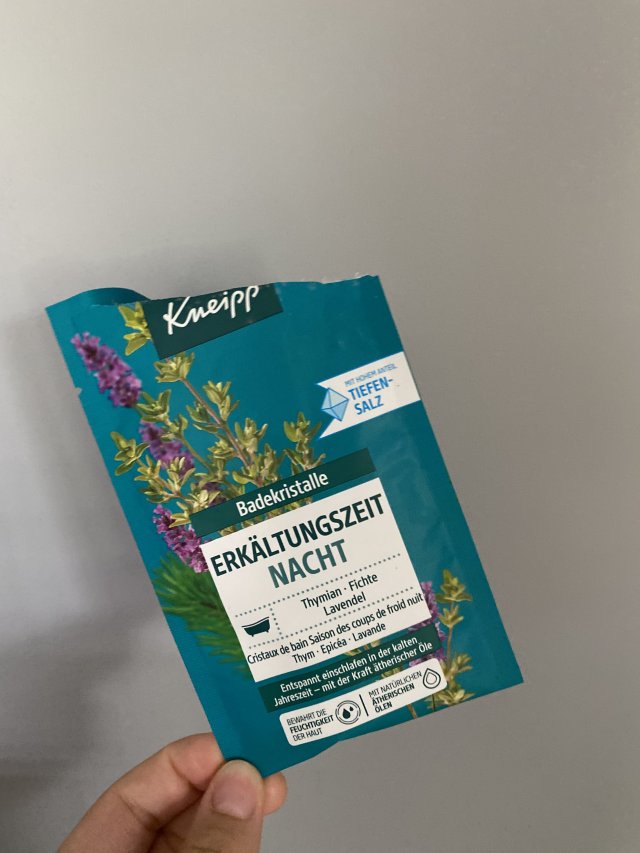 Kneipp
MIT HOHEM ANTEIL
TIEFEN-
SALZ
Badekristalle
ERKÄLTUNGSZEIT
NACHT
Thymian · Fichte
Lavendel
Cristaux de bain Saison des coups de froid nuit
Thym · Epicéa · Lavande
Entspannt einschlafen in der kalten
Jahreszeit – mit der Kraft ätherischer Öle
BEWAHRT DIE
FEUCHTIGKEIT
DER HAUT
MIT NATÜRLICHEN
ÄTHERISCHEN
ÖLEN